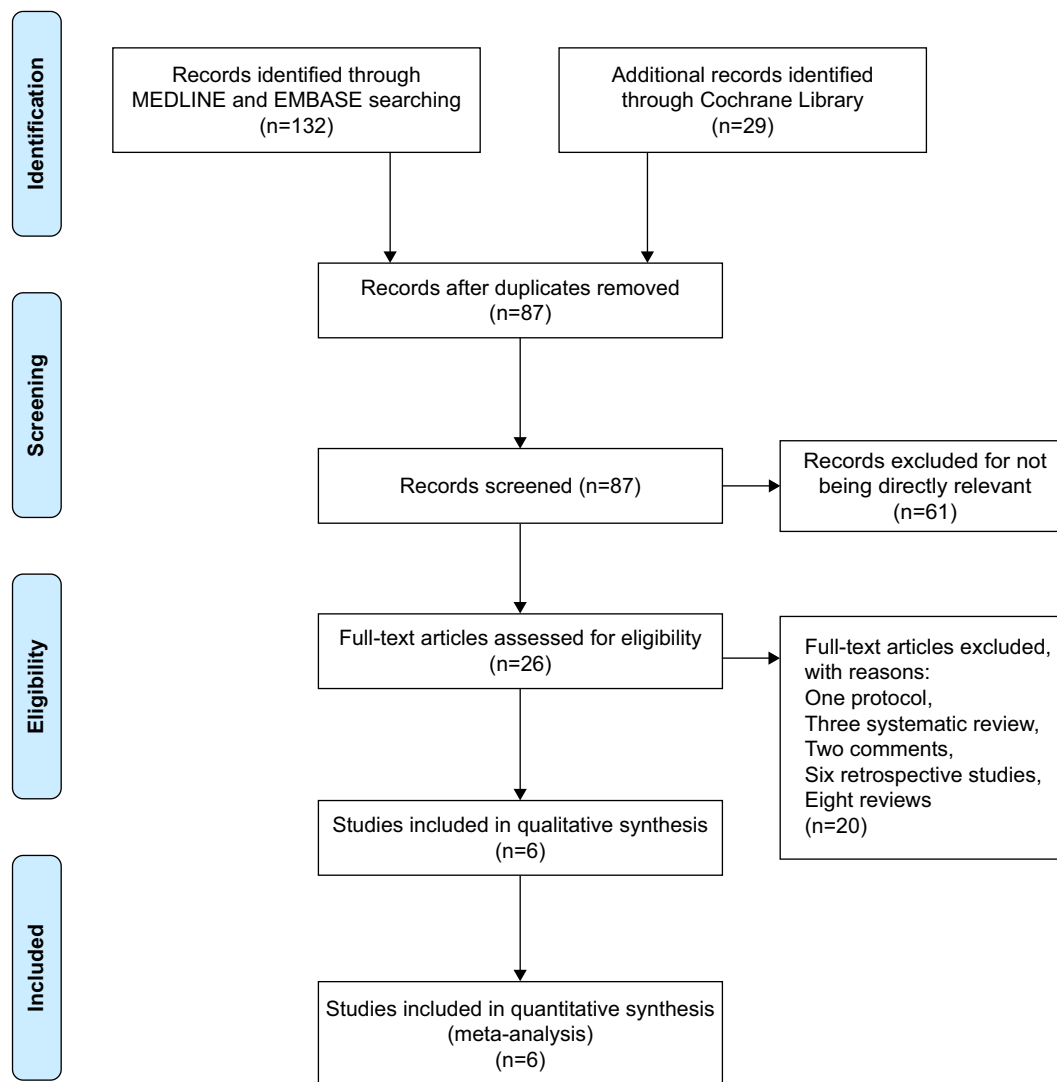 Identification
Records identified through
MEDLINE and EMBASE searching
(n=132)
Additional records identified
through Cochrane Library
(n=29)
Screening
Records after duplicates removed
(n=87)
Records screened (n=87)
Records excluded for not
being directly relevant
(n=61)
Eligibility
Full-text articles assessed for eligibility
(n=26)
Full-text articles excluded,
with reasons:
One protocol,
Three systematic review,
Two comments,
Six retrospective studies,
Eight reviews
(n=20)
Studies included in qualitative synthesis
(n=6)
Included
Studies included in quantitative synthesis
(meta-analysis)
(n=6)